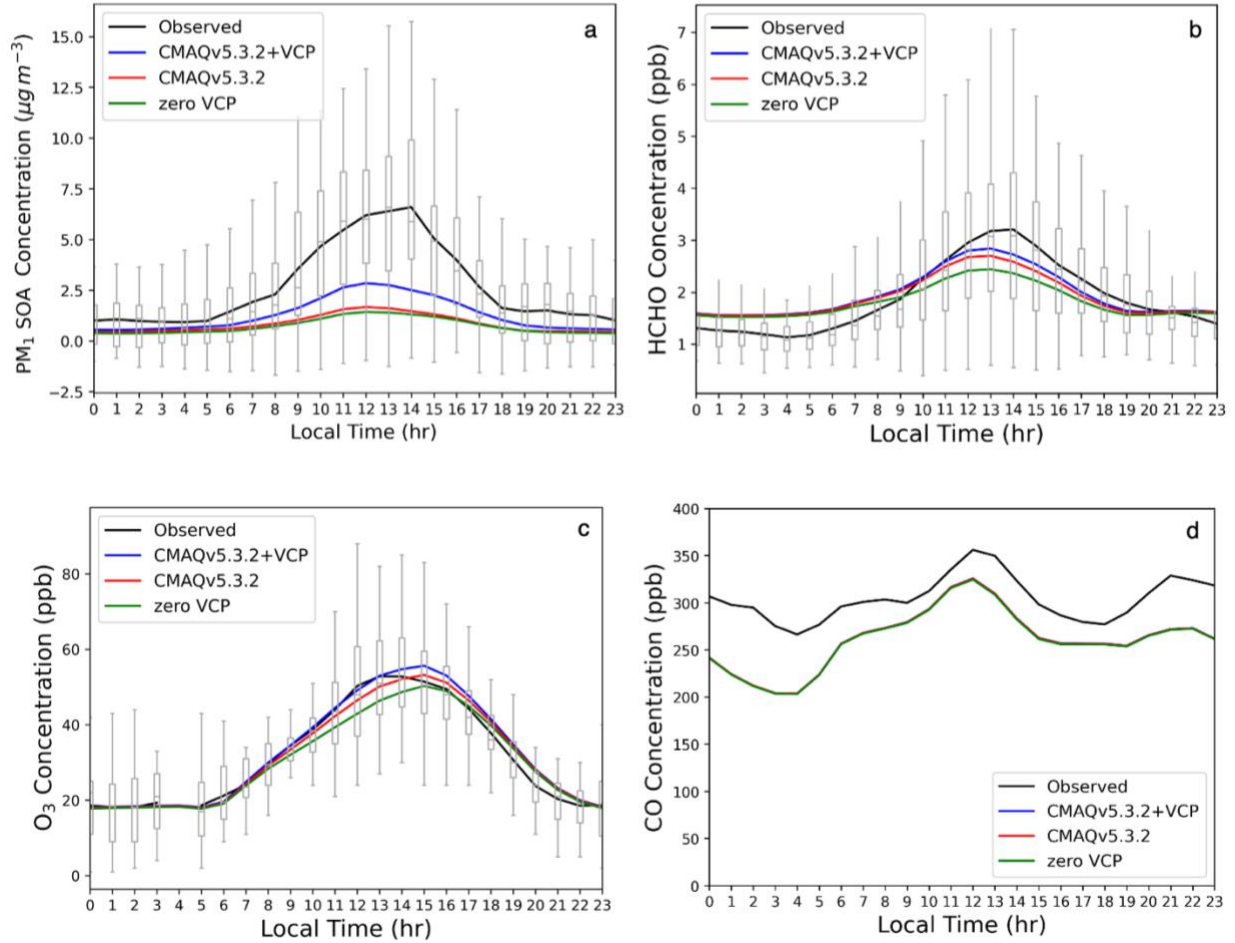 a
Observed
CMAQv5.3.2+VCP
CMAQv5.3.2
zero VCP
PM₁ SOA Concentration (μg m⁻³)
15.0
12.5
10.0
7.5
5.0
2.5
0.0
−2.5
0 1 2 3 4 5 6 7 8 9 10 11 12 13 14 15 16 17 18 19 20 21 22 23
Local Time (hr)
b
Observed
CMAQv5.3.2+VCP
CMAQv5.3.2
zero VCP
HCHO Concentration (ppb)
7
6
5
4
3
2
1
0 1 2 3 4 5 6 7 8 9 10 11 12 13 14 15 16 17 18 19 20 21 22 23
Local Time (hr)
c
Observed
CMAQv5.3.2+VCP
CMAQv5.3.2
zero VCP
O₃ Concentration (ppb)
80
60
40
20
0
0 1 2 3 4 5 6 7 8 9 10 11 12 13 14 15 16 17 18 19 20 21 22 23
Local Time (hr)
d
CO Concentration (ppb)
400
350
300
250
200
150
100
50
0
Observed
CMAQv5.3.2+VCP
CMAQv5.3.2
zero VCP
0 1 2 3 4 5 6 7 8 9 10 11 12 13 14 15 16 17 18 19 20 21 22 23
Local Time (hr)